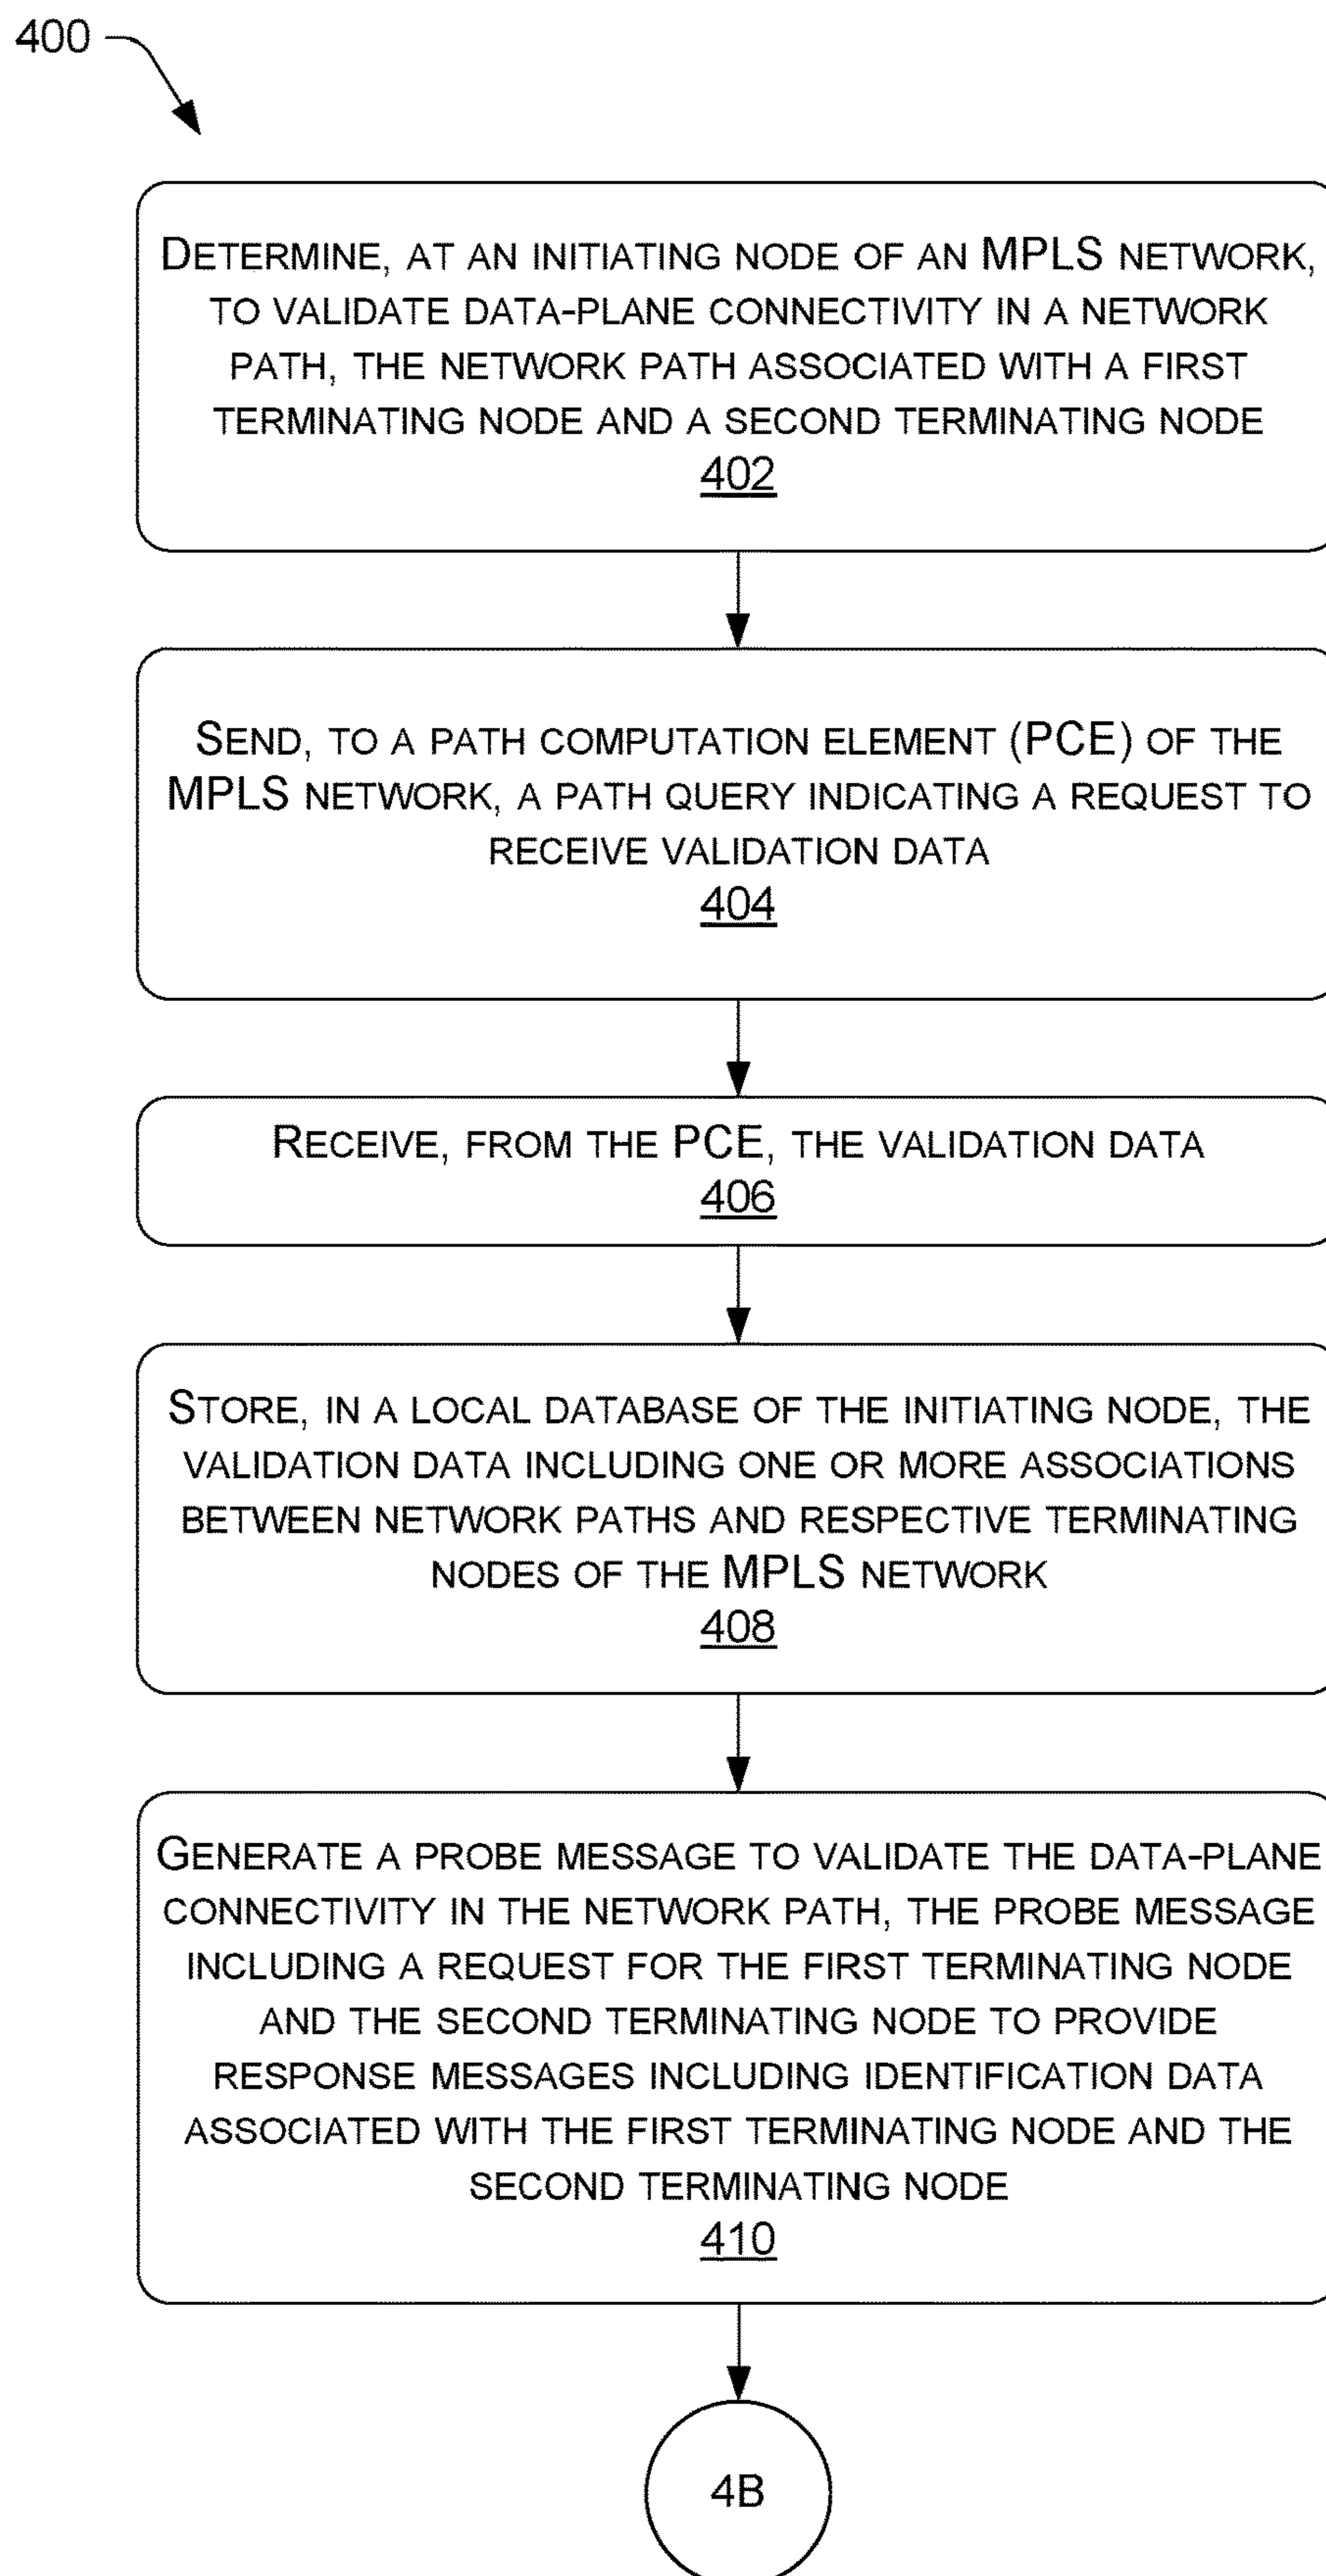 400
DETERMINE, AT AN INITIATING NODE OF AN MPLS NETWORK,
TO VALIDATE DATA-PLANE CONNECTIVITY IN A NETWORK
PATH, THE NETWORK PATH ASSOCIATED WITH A FIRST
TERMINATING NODE AND A SECOND TERMINATING NODE
402
SEND, TO A PATH COMPUTATION ELEMENT (PCE) OF THE
MPLS NETWORK, A PATH QUERY INDICATING A REQUEST TO
RECEIVE VALIDATION DATA
404
RECEIVE, FROM THE PCE, THE VALIDATION DATA
406
STORE, IN A LOCAL DATABASE OF THE INITIATING NODE, THE
VALIDATION DATA INCLUDING ONE OR MORE ASSOCIATIONS
BETWEEN NETWORK PATHS AND RESPECTIVE TERMINATING
NODES OF THE MPLS NETWORK
408
GENERATE A PROBE MESSAGE TO VALIDATE THE DATA-PLANE
CONNECTIVITY IN THE NETWORK PATH, THE PROBE MESSAGE
INCLUDING A REQUEST FOR THE FIRST TERMINATING NODE
AND THE SECOND TERMINATING NODE TO PROVIDE
RESPONSE MESSAGES INCLUDING IDENTIFICATION DATA
ASSOCIATED WITH THE FIRST TERMINATING NODE AND THE
SECOND TERMINATING NODE
410
4B